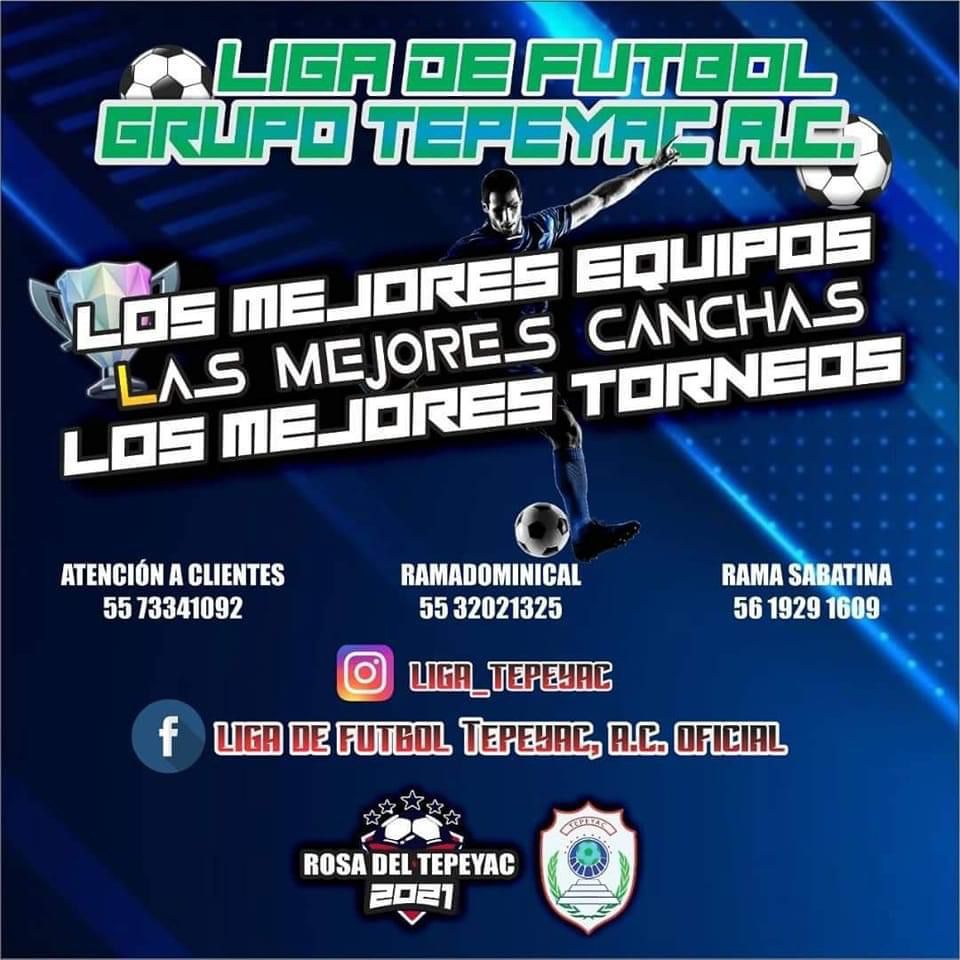 LIGA DE FUTBOL
GRUPO TEPEYAC A.C.
LOS MEJORES EQUIPOS
LAS MEJORES CANCHAS
LOS MEJORES TORNEOS
ATENCIÓN A CLIENTES
55 73341092
RAMADOMINICAL
55 32021325
RAMA SABATINA
56 1929 1609
LIGA_TEPEYAC
f LIGA DE FUTBOL TEPEYAC, A.C. OFICIAL
ROSA DEL TEPEYAC
2021
TEPEYAC